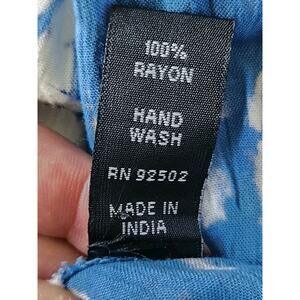 100%
RAYON
HAND
WASH
RN 92502
MADE IN
INDIA